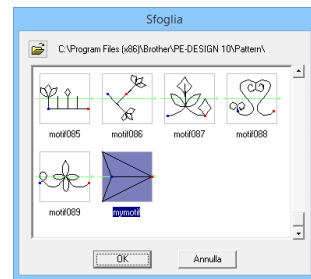 Sfoglia
C:\Program Files (x86)\Brother\PE-DESIGN 10\Pattern\
motif085 motif086 motif087 motif088
motif089 mymotif
OK Annulla